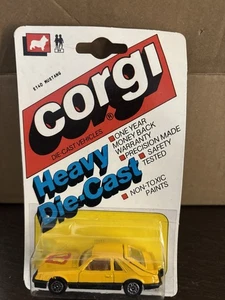 E140 MUSTANG
corgi
®
DIE-CAST VEHICLES
Heavy
Die-Cast
■ ONE YEAR
MONEY BACK
WARRANTY
■ PRECISION MADE
■ SAFETY
TESTED
■ NON-TOXIC
PAINTS